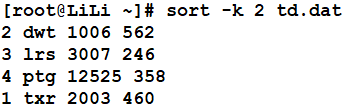 [root@LiLi ~]# sort -k 2 td.dat
2 dwt 1006 562
3 lrs 3007 246
4 ptg 12525 358
1 txr 2003 460